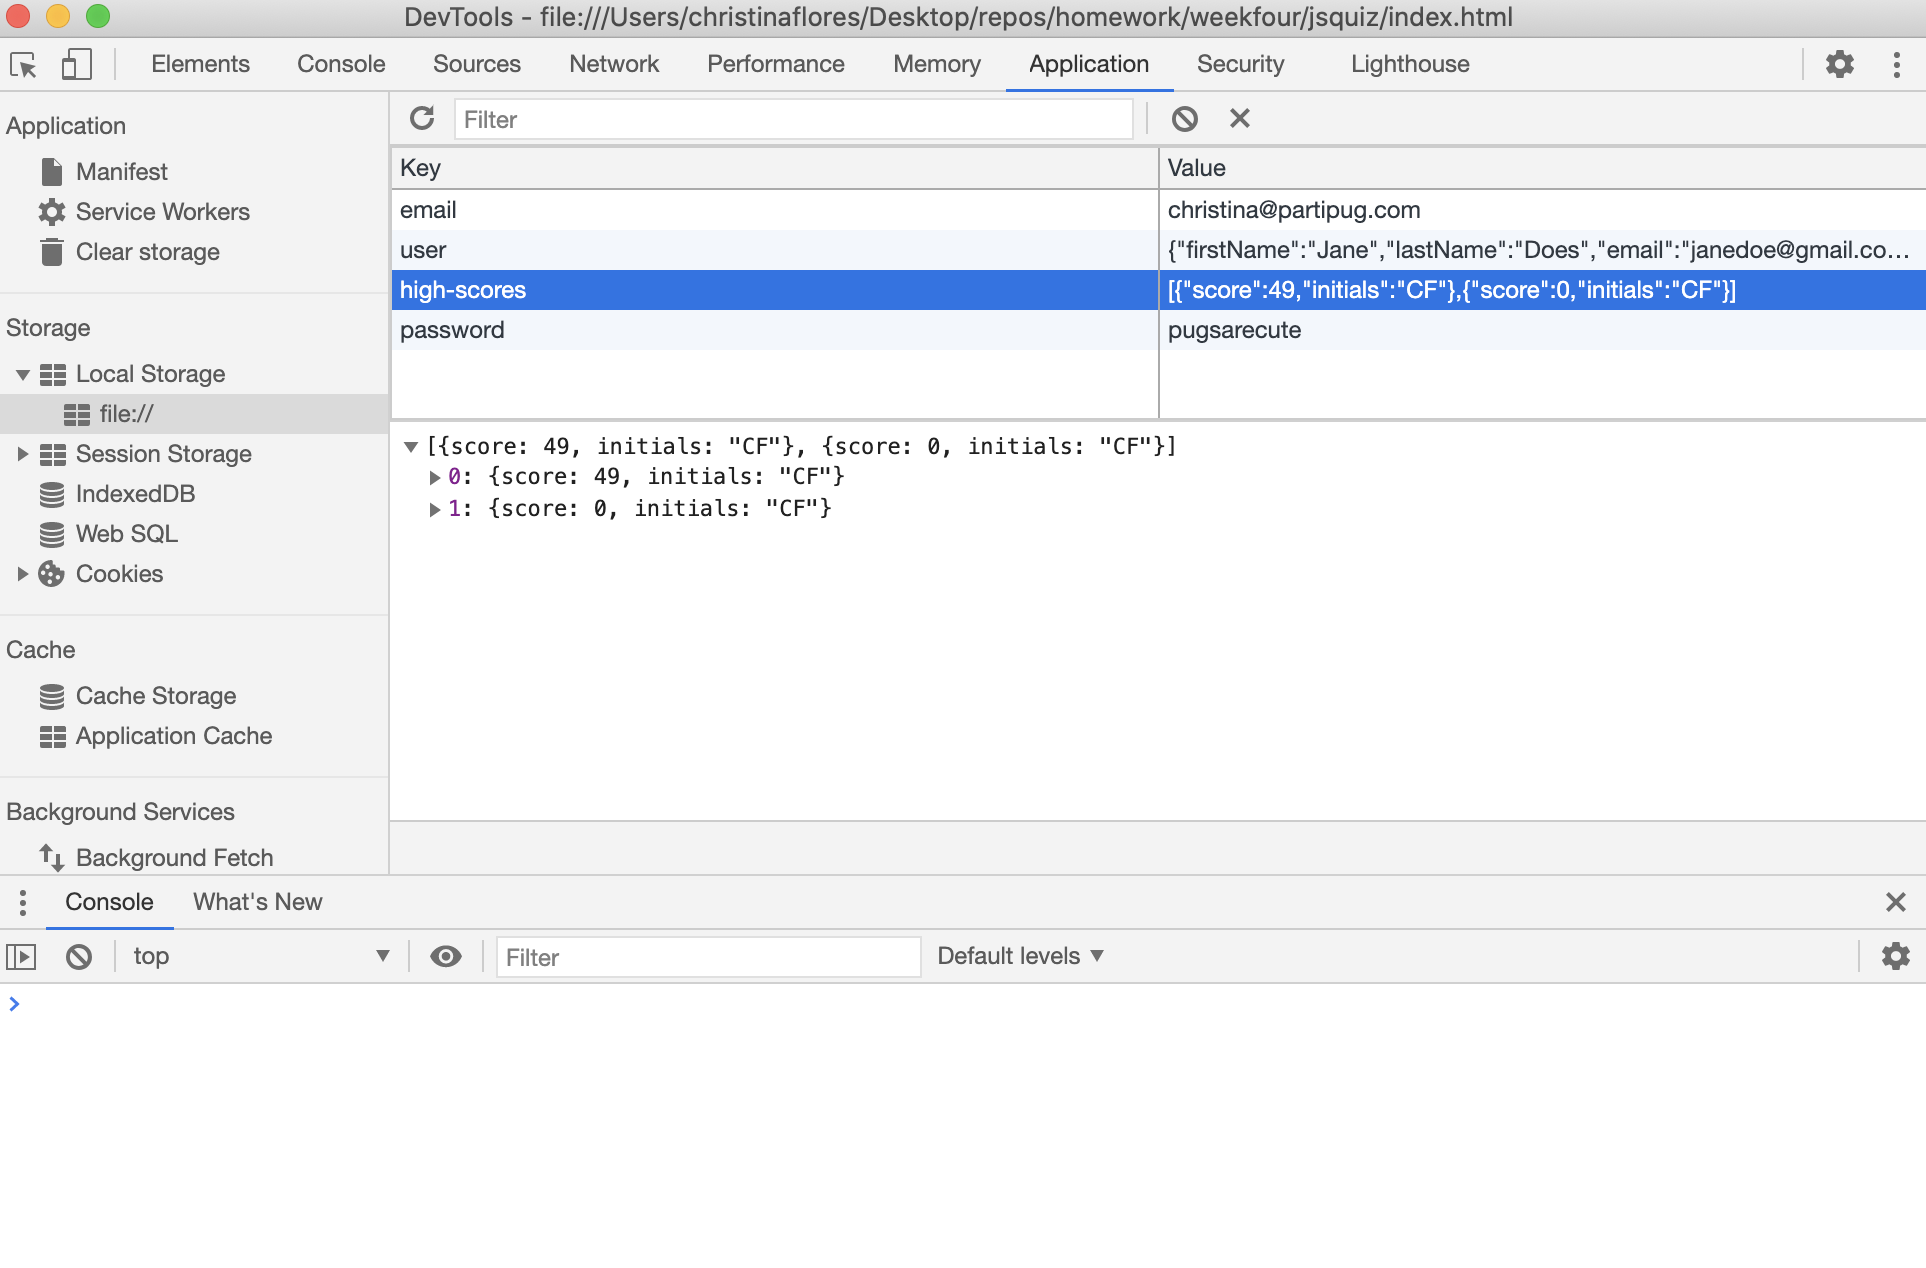 DevTools - file:///Users/christinaflores/Desktop/repos/homework/weekfour/jsquiz/index.html
Elements Console Sources Network Performance Memory Application Security Lighthouse
Application
Manifest
Service Workers
Clear storage
Storage
Local Storage
file://
Session Storage
IndexedDB
Web SQL
Cookies
Cache
Cache Storage
Application Cache
Background Services
Background Fetch
Filter
Key Value
email christina@partipug.com
user {"firstName":"Jane","lastName":"Does","email":"janedoe@gmail.co…
high-scores [{"score":49,"initials":"CF"},{"score":0,"initials":"CF"}]
password pugsarecute
[{score: 49, initials: "CF"}, {score: 0, initials: "CF"}]
0: {score: 49, initials: "CF"}
1: {score: 0, initials: "CF"}
Console What's New
top Filter Default levels